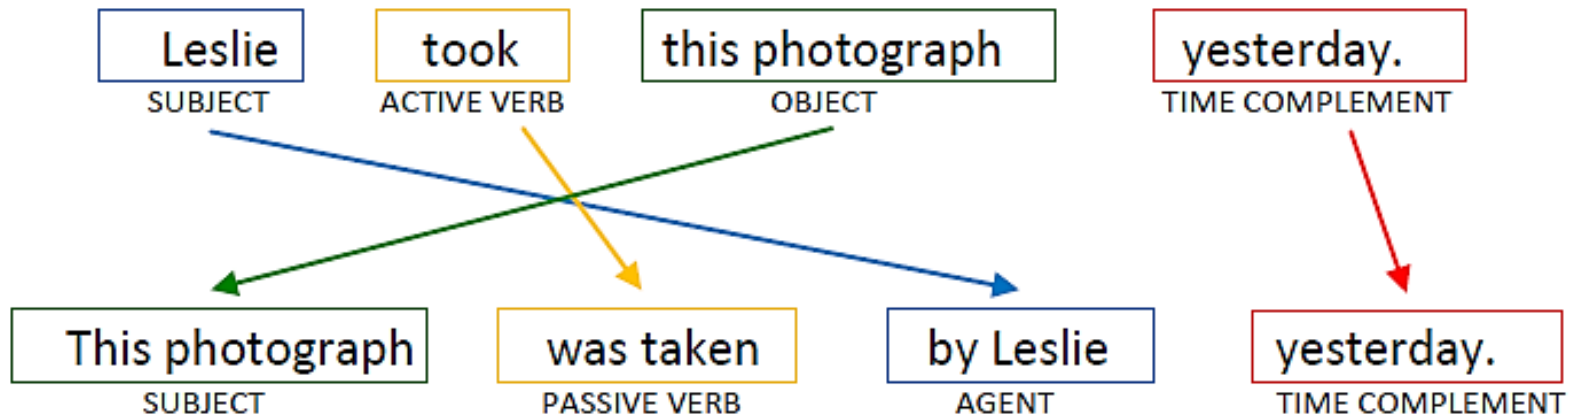 Leslie took this photograph yesterday.
SUBJECT ACTIVE VERB OBJECT TIME COMPLEMENT
This photograph was taken by Leslie yesterday.
SUBJECT PASSIVE VERB AGENT TIME COMPLEMENT